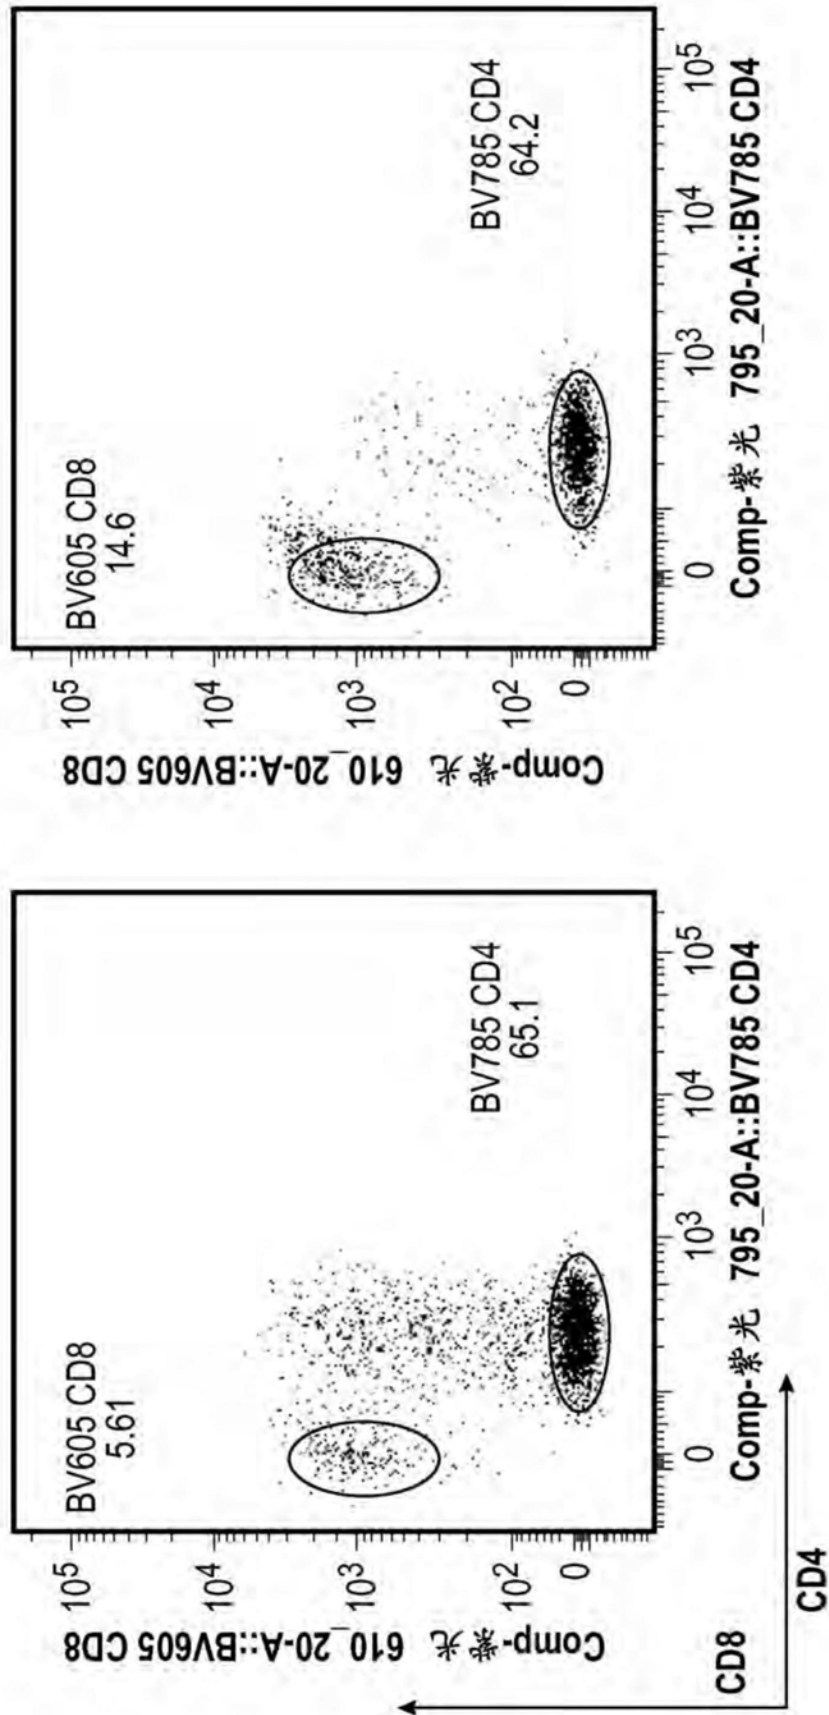 BV605 CD8
5.61
BV785 CD4
65.1
10^5
10^4
10^3
10^2
0
Comp-紫光 610_20-A::BV605 CD8
0
10^3
10^4
10^5
Comp-紫光 795_20-A::BV785 CD4
CD8
CD4
BV605 CD8
14.6
BV785 CD4
64.2
10^5
10^4
10^3
10^2
0
Comp-紫光 610_20-A::BV605 CD8
0
10^3
10^4
10^5
Comp-紫光 795_20-A::BV785 CD4